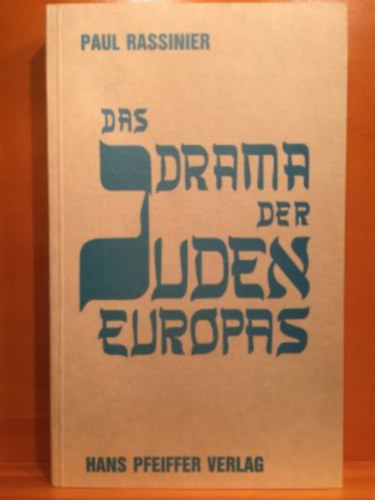 PAUL RASSINIER
DAS
DRAMA
DER
JUDEN
EUROPAS
HANS PFEIFFER VERLAG